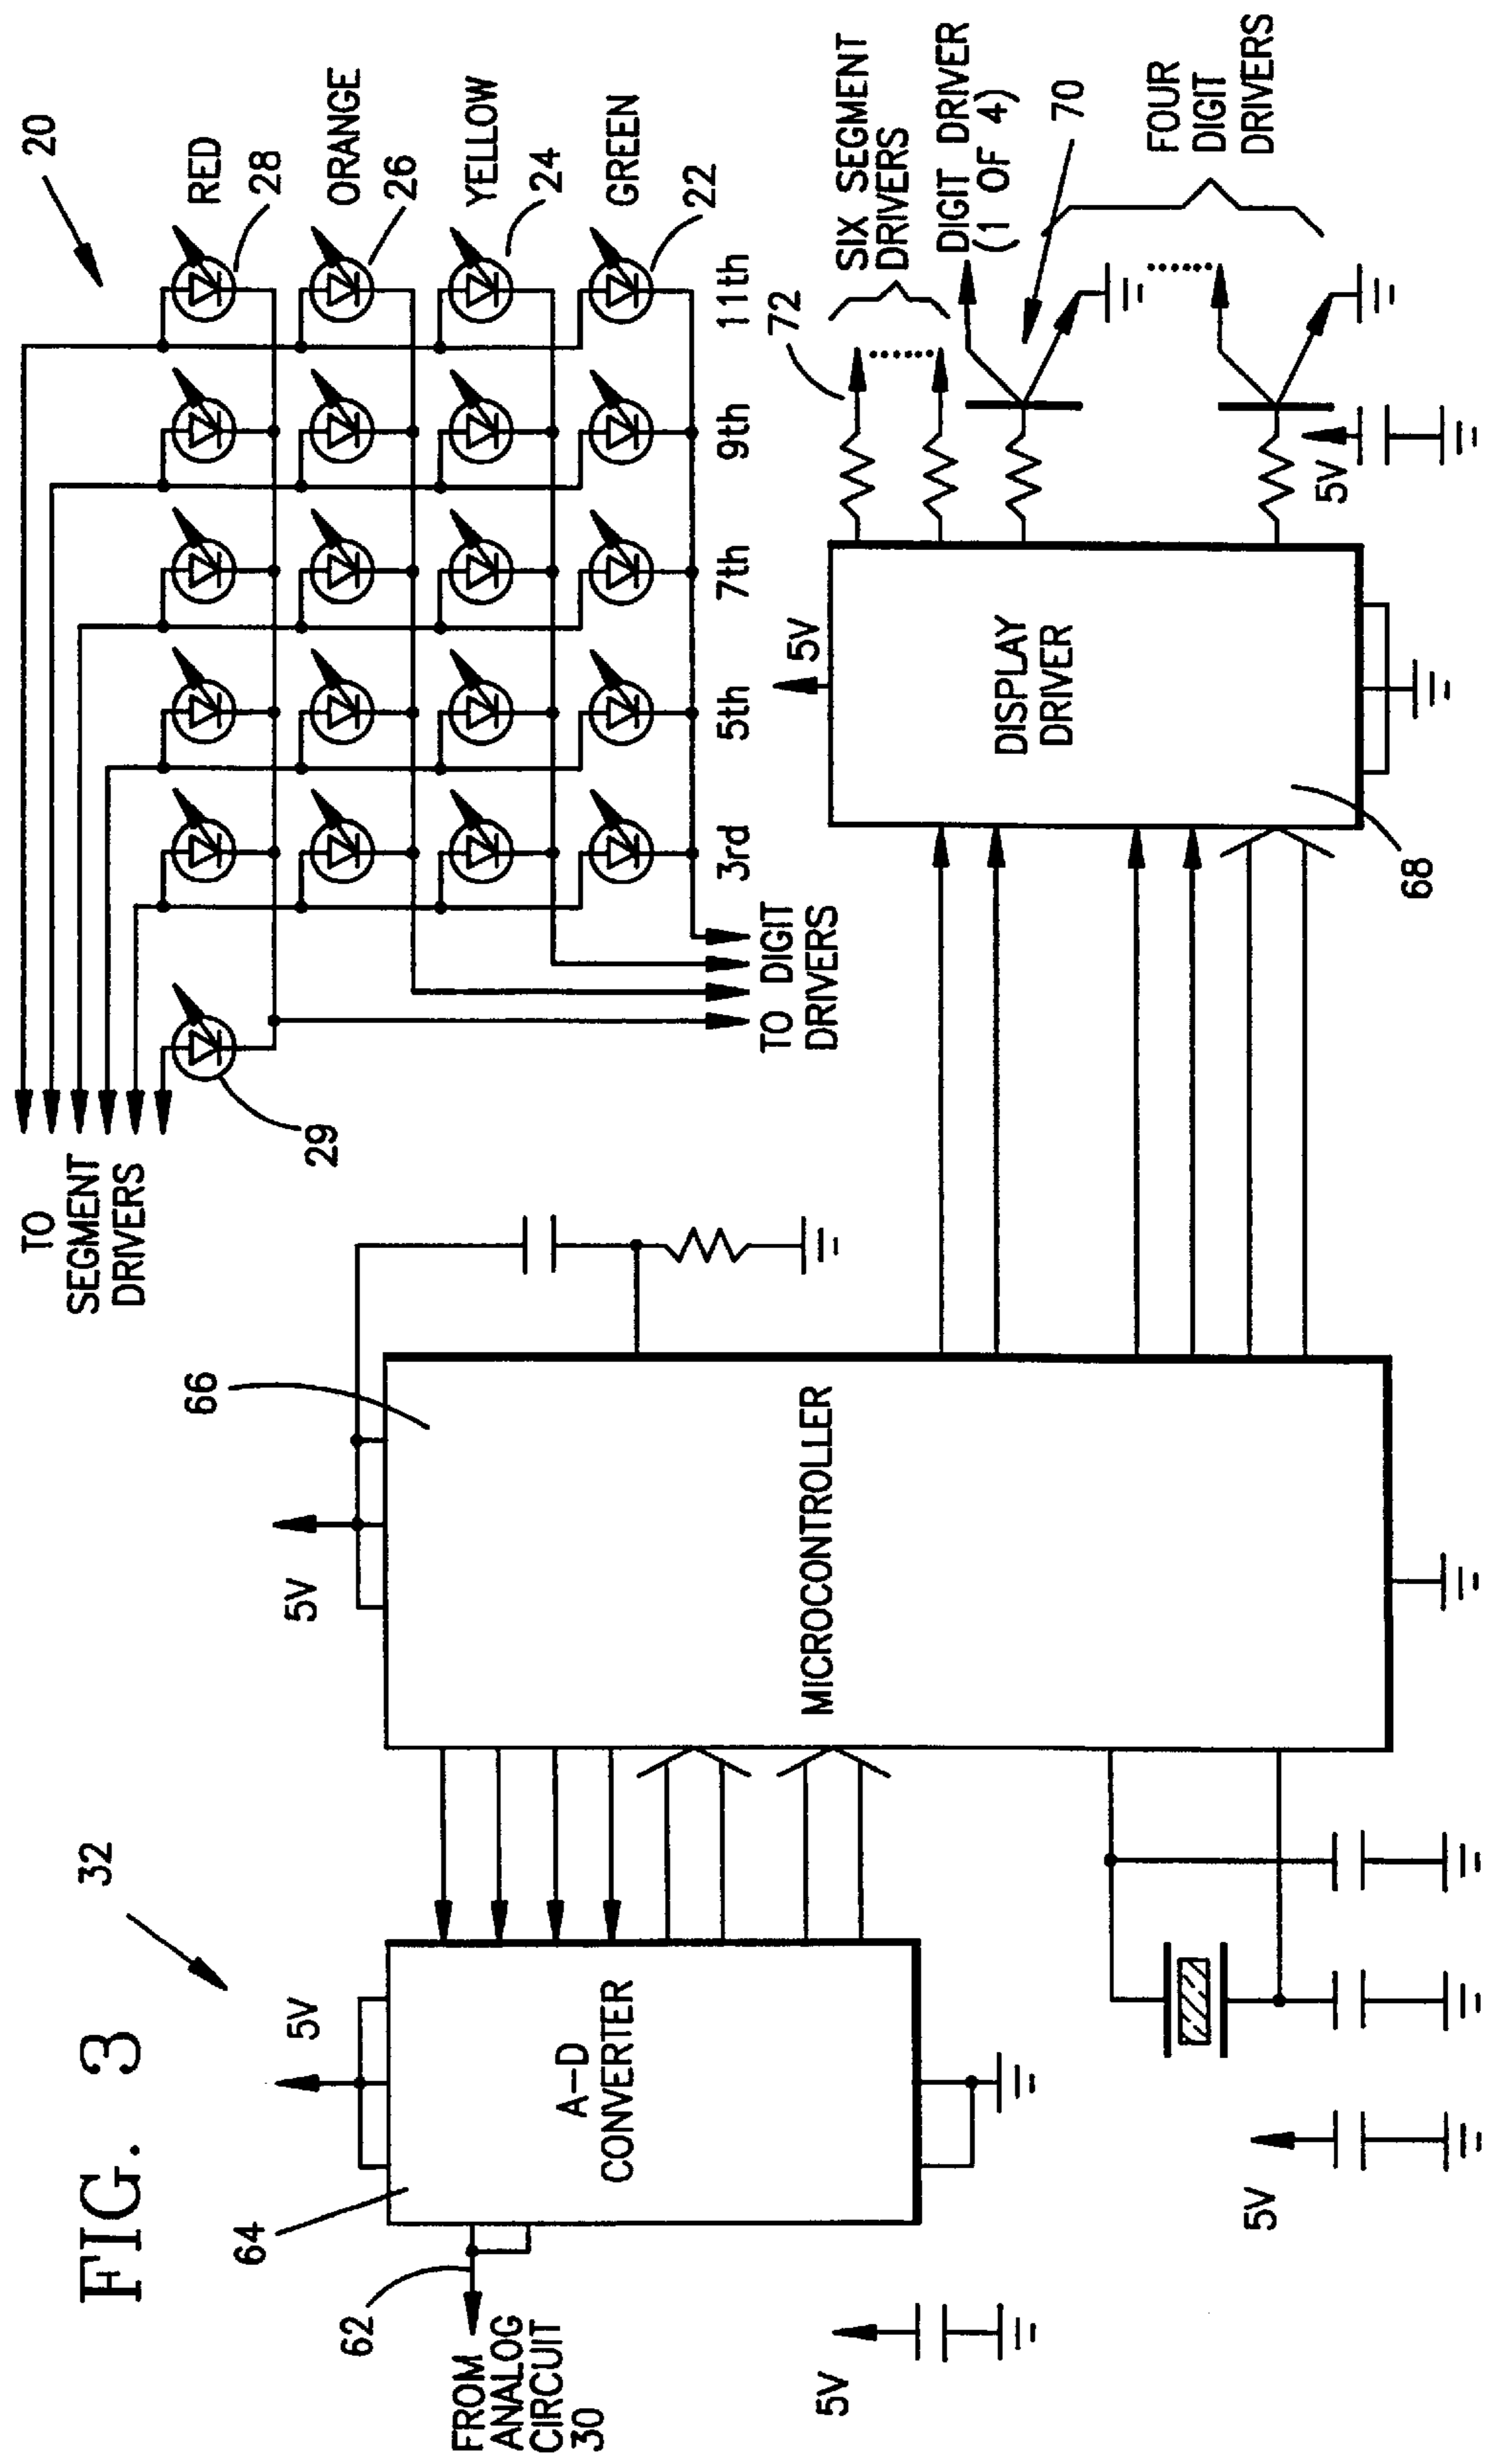 FIG. 3
32
20
TO
SEGMENT
DRIVERS
29
RED
28
ORANGE
26
YELLOW
24
GREEN
22
3rd
5th
7th
9th
11th
TO DIGIT
DRIVERS
FROM
ANALOG
CIRCUIT
30
62
64
5V
A-D
CONVERTER
5V
5V
66
5V
MICROCONTROLLER
5V
DISPLAY
DRIVER
68
72
SIX SEGMENT
DRIVERS
DIGIT DRIVER
(1 OF 4)
70
FOUR
DIGIT
DRIVERS
5V